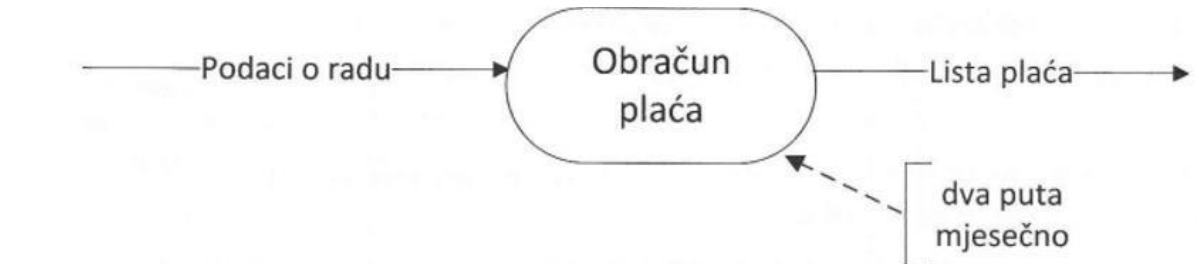 Podaci o radu
Obračun
plaća
Lista plaća
dva puta
mjesečno